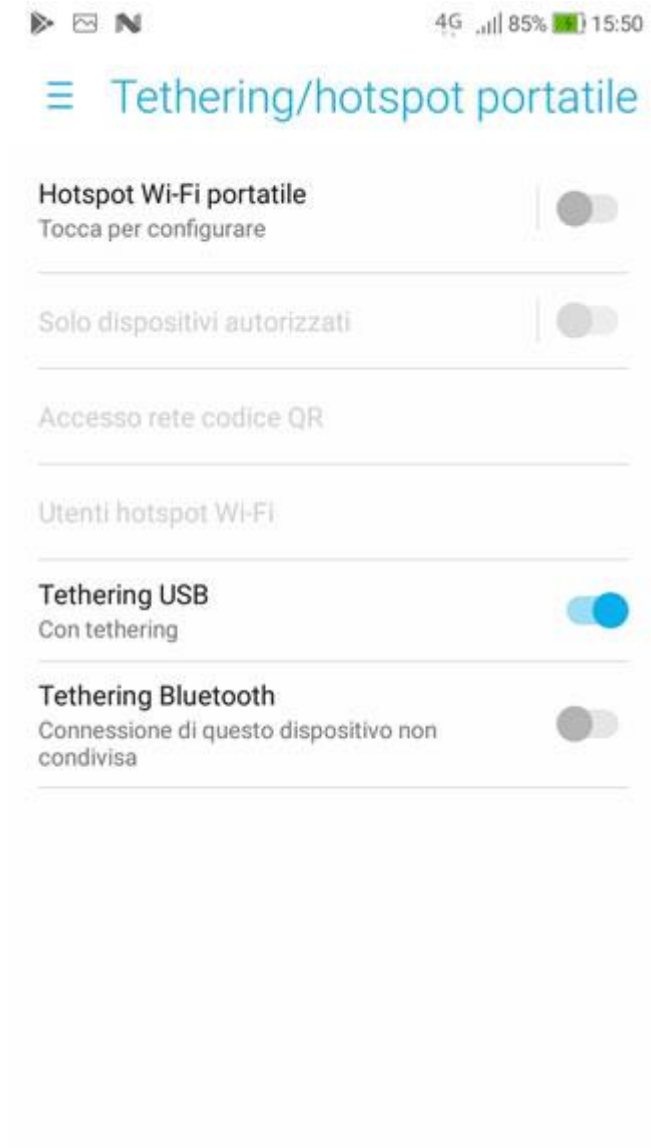 4G 85% 15:50
Tethering/hotspot portatile
Hotspot Wi-Fi portatile
Tocca per configurare
Solo dispositivi autorizzati
Accesso rete codice QR
Utenti hotspot Wi-Fi
Tethering USB
Con tethering
Tethering Bluetooth
Connessione di questo dispositivo non
condivisa